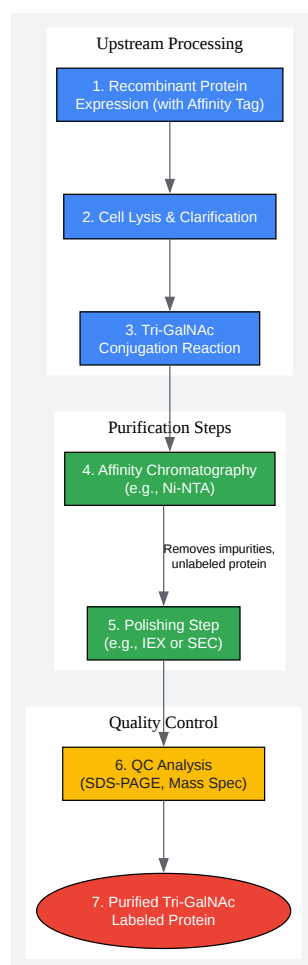 Upstream Processing
1. Recombinant Protein
Expression (with Affinity Tag)
2. Cell Lysis & Clarification
3. Tri-GalNAc
Conjugation Reaction
Purification Steps
4. Affinity Chromatography
(e.g., Ni-NTA)
Removes impurities,
unlabeled protein
5. Polishing Step
(e.g., IEX or SEC)
Quality Control
6. QC Analysis
(SDS-PAGE, Mass Spec)
7. Purified Tri-GalNAc
Labeled Protein